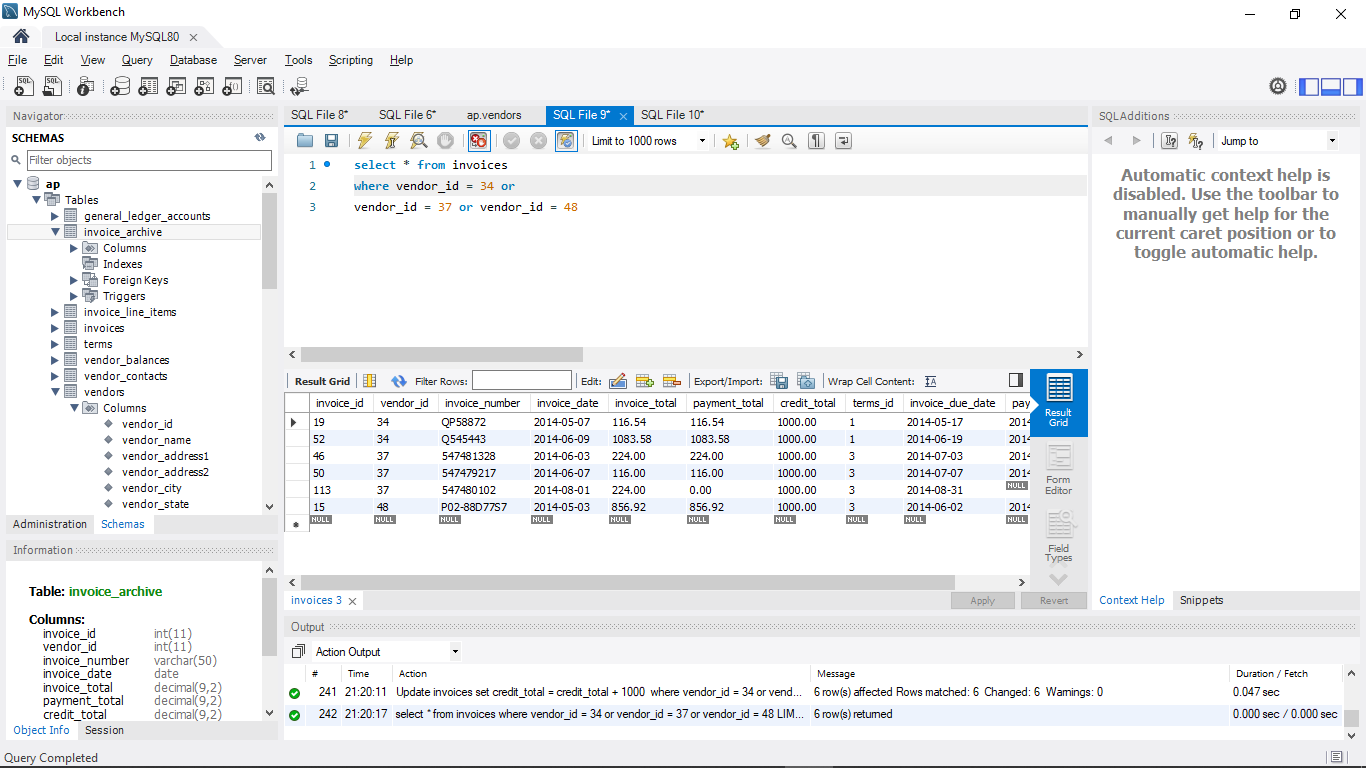 MySQL Workbench
Local instance MySQL80
File Edit View Query Database Server Tools Scripting Help
Navigator
SCHEMAS
Filter objects
ap
Tables
general_ledger_accounts
invoice_archive
Columns
Indexes
Foreign Keys
Triggers
invoice_line_items
invoices
terms
vendor_balances
vendor_contacts
vendors
Columns
vendor_id
vendor_name
vendor_address1
vendor_address2
vendor_city
vendor_state
Administration Schemas
Information
Table: invoice_archive
Columns:
invoice_id int(11)
vendor_id int(11)
invoice_number varchar(50)
invoice_date date
invoice_total decimal(9,2)
payment_total decimal(9,2)
credit_total decimal(9,2)
Object Info Session
SQL File 8* SQL File 6* ap.vendors SQL File 9* SQL File 10*
Limit to 1000 rows
1 select * from invoices
2 where vendor_id = 34 or
3 vendor_id = 37 or vendor_id = 48
Result Grid Filter Rows: Edit: Export/Import: Wrap Cell Content:
invoice_id vendor_id invoice_number invoice_date invoice_total payment_total credit_total terms_id invoice_due_date pay
19 34 QP58872 2014-05-07 116.54 116.54 1000.00 1 2014-05-17 2014
52 34 Q545443 2014-06-09 1083.58 1083.58 1000.00 1 2014-06-19 2014
46 37 547481328 2014-06-03 224.00 224.00 1000.00 3 2014-07-03 2014
50 37 547479217 2014-06-07 116.00 116.00 1000.00 3 2014-07-07 2014
113 37 547480102 2014-08-01 224.00 0.00 1000.00 3 2014-08-31 NULL
15 48 P02-88D77S7 2014-05-03 856.92 856.92 1000.00 3 2014-06-02 2014
NULL NULL NULL NULL NULL NULL NULL NULL NULL NULL
Result Grid
Form Editor
Field Types
invoices 3
Apply Revert
SQLAdditions
Jump to
Automatic context help is
disabled. Use the toolbar to
manually get help for the
current caret position or to
toggle automatic help.
Context Help Snippets
Output
Action Output
# Time Action Message Duration / Fetch
241 21:20:11 Update invoices set credit_total = credit_total + 1000 where vendor_id = 34 or vend... 6 row(s) affected Rows matched: 6 Changed: 6 Warnings: 0 0.047 sec
242 21:20:17 select * from invoices where vendor_id = 34 or vendor_id = 37 or vendor_id = 48 LIM... 6 row(s) returned 0.000 sec / 0.000 sec
Query Completed